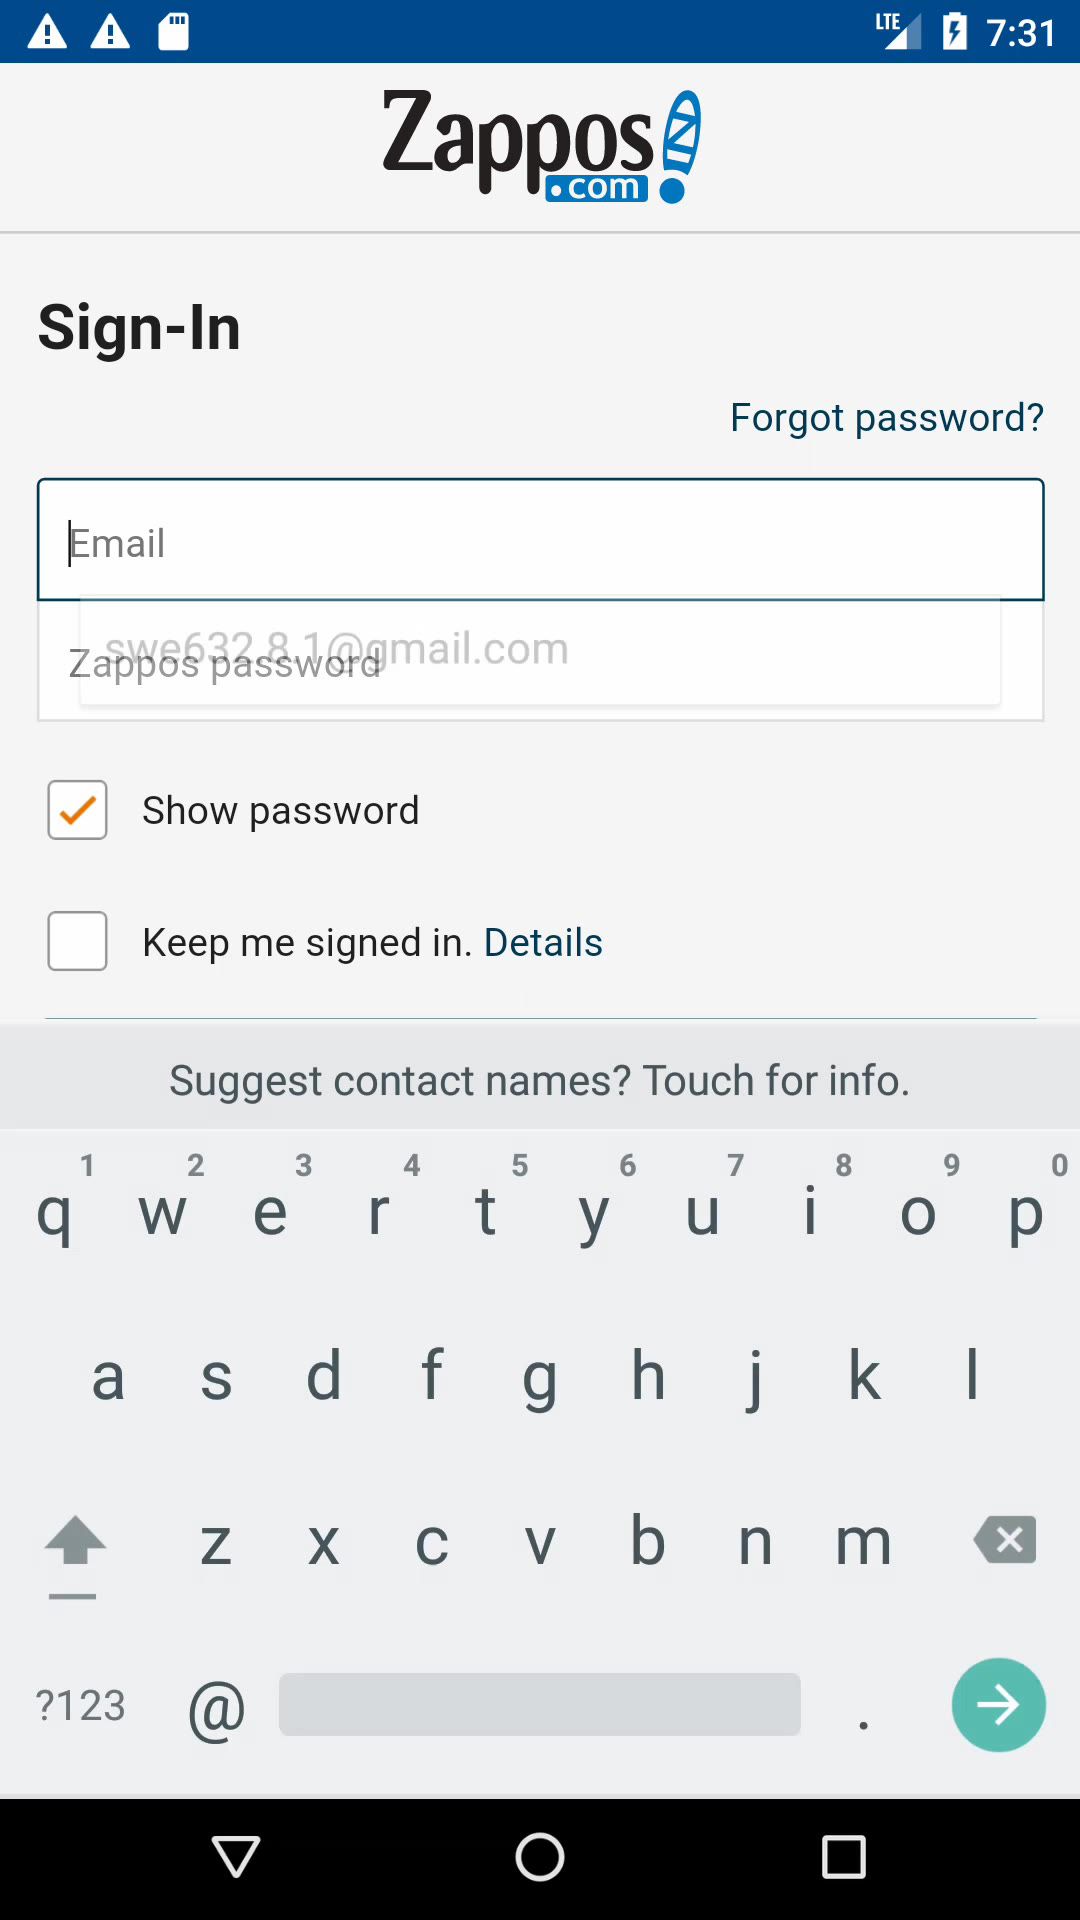 LTE 7:31
Zappos
.com
Sign-In
Forgot password?
Email
swe632.8.1@gmail.com
Zappos password
Show password
Keep me signed in. Details
Suggest contact names? Touch for info.
1 2 3 4 5 6 7 8 9 0
q w e r t y u i o p
a s d f g h j k l
z x c v b n m
?123 @ .